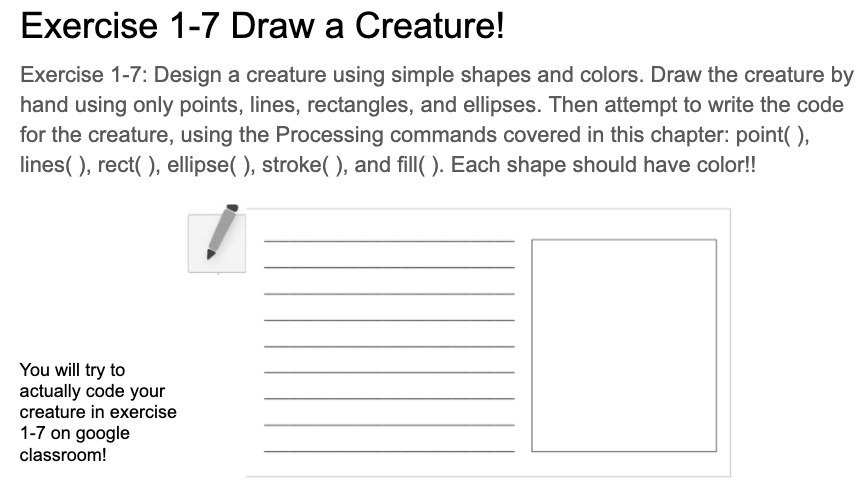 Exercise 1-7 Draw a Creature!
Exercise 1-7: Design a creature using simple shapes and colors. Draw the creature by
hand using only points, lines, rectangles, and ellipses. Then attempt to write the code
for the creature, using the Processing commands covered in this chapter: point( ),
lines( ), rect( ), ellipse( ), stroke( ), and fill( ). Each shape should have color!!
You will try to
actually code your
creature in exercise
1-7 on google
classroom!